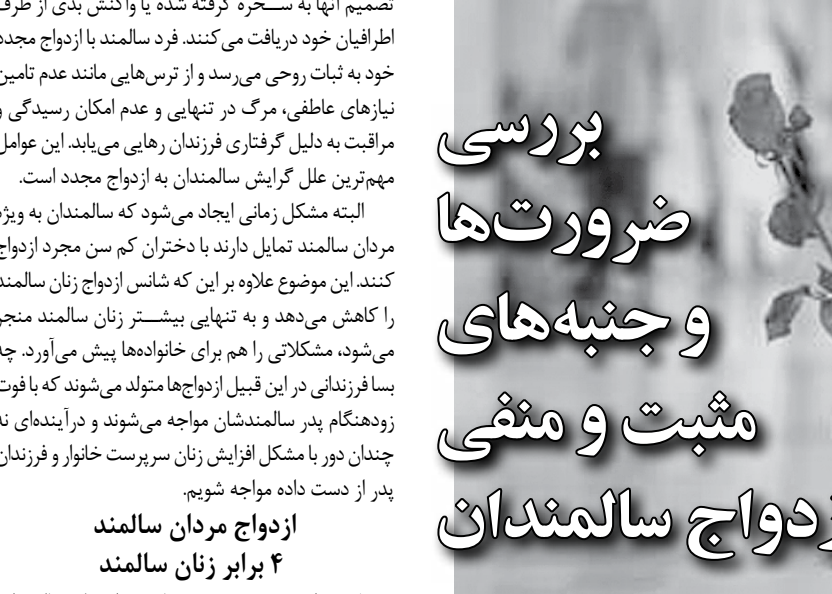 بررسی
ضرورت‌ها
و جنبه‌های
مثبت و منفی
ازدواج سالمندان
تصمیم آنها به سخره گرفته شده یا واکنش بدی از طرف
اطرافیان خود دریافت می‌کنند. فرد سالمند با ازدواج مجدد
خود به ثبات روحی می‌رسد و از ترس‌هایی مانند عدم تامین
نیازهای عاطفی، مرگ در تنهایی و عدم امکان رسیدگی و
مراقبت به دلیل گرفتاری فرزندان رهایی می‌یابد. این عوامل
مهم‌ترین علل گرایش سالمندان به ازدواج مجدد است.
البته مشکل زمانی ایجاد می‌شود که سالمندان به ویژه
مردان سالمند تمایل دارند با دختران کم سن مجرد ازدواج
کنند. این موضوع علاوه بر این که شانس ازدواج زنان سالمند
را کاهش می‌دهد و به تنهایی بیشتر زنان سالمند منجر
می‌شود، مشکلاتی را هم برای خانواده‌ها پیش می‌آورد. چه
بسا فرزندانی در این قبیل ازدواج‌ها متولد می‌شوند که با فوت
زودهنگام پدر سالمندشان مواجه می‌شوند و در آینده‌ای نه
چندان دور با مشکل افزایش زنان سرپرست خانوار و فرزندان
پدر از دست داده مواجه شویم.
ازدواج مردان سالمند
۴ برابر زنان سالمند